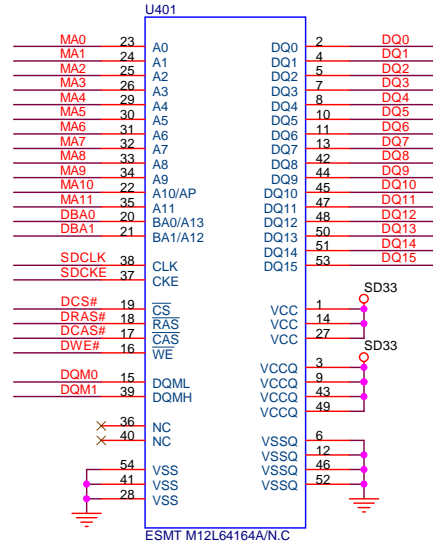 U401
MA0 23 A0 DQ0 2 DQ0
MA1 24 A1 DQ1 4 DQ1
MA2 25 A2 DQ2 5 DQ2
MA3 26 A3 DQ3 7 DQ3
MA4 29 A4 DQ4 8 DQ4
MA5 30 A5 DQ5 10 DQ5
MA6 31 A6 DQ6 11 DQ6
MA7 32 A7 DQ7 13 DQ7
MA8 33 A8 DQ8 42 DQ8
MA9 34 A9 DQ9 44 DQ9
MA10 22 A10/AP DQ10 45 DQ10
MA11 35 A11 DQ11 47 DQ11
DBA0 20 BA0/A13 DQ12 48 DQ12
DBA1 21 BA1/A12 DQ13 50 DQ13
DQ14 51 DQ14
SDCLK 38 CLK DQ15 53 DQ15
SDCKE 37 CKE
SD33
DCS# 19 CS VCC 1
DRAS# 18 RAS VCC 14
DCAS# 17 CAS VCC 27
DWE# 16 WE SD33
VCCQ 3
DQM0 15 DQML VCCQ 9
DQM1 39 DQMH VCCQ 43
VCCQ 49
36 NC
40 NC VSSQ 6
VSSQ 12
54 VSS VSSQ 46
41 VSS VSSQ 52
28 VSS
ESMT M12L64164A/N.C